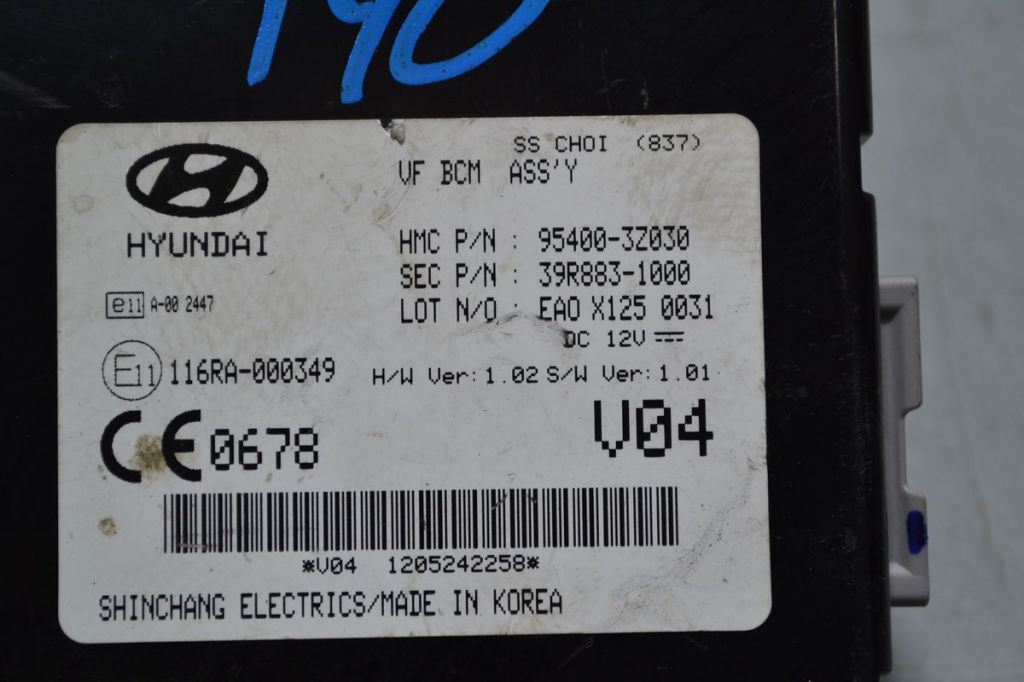 SS CHOI (837)
VF BCM ASS'Y
HYUNDAI
HMC P/N : 95400-3Z030
SEC P/N : 39R883-1000
LOT N/O : EAO X125 0031
DC 12V
e11 A-00 2447
E11 116RA-000349
H/W Ver: 1.02 S/W Ver: 1.01
CE 0678
V04
*V04 1205242258*
SHINCHANG ELECTRICS/MADE IN KOREA